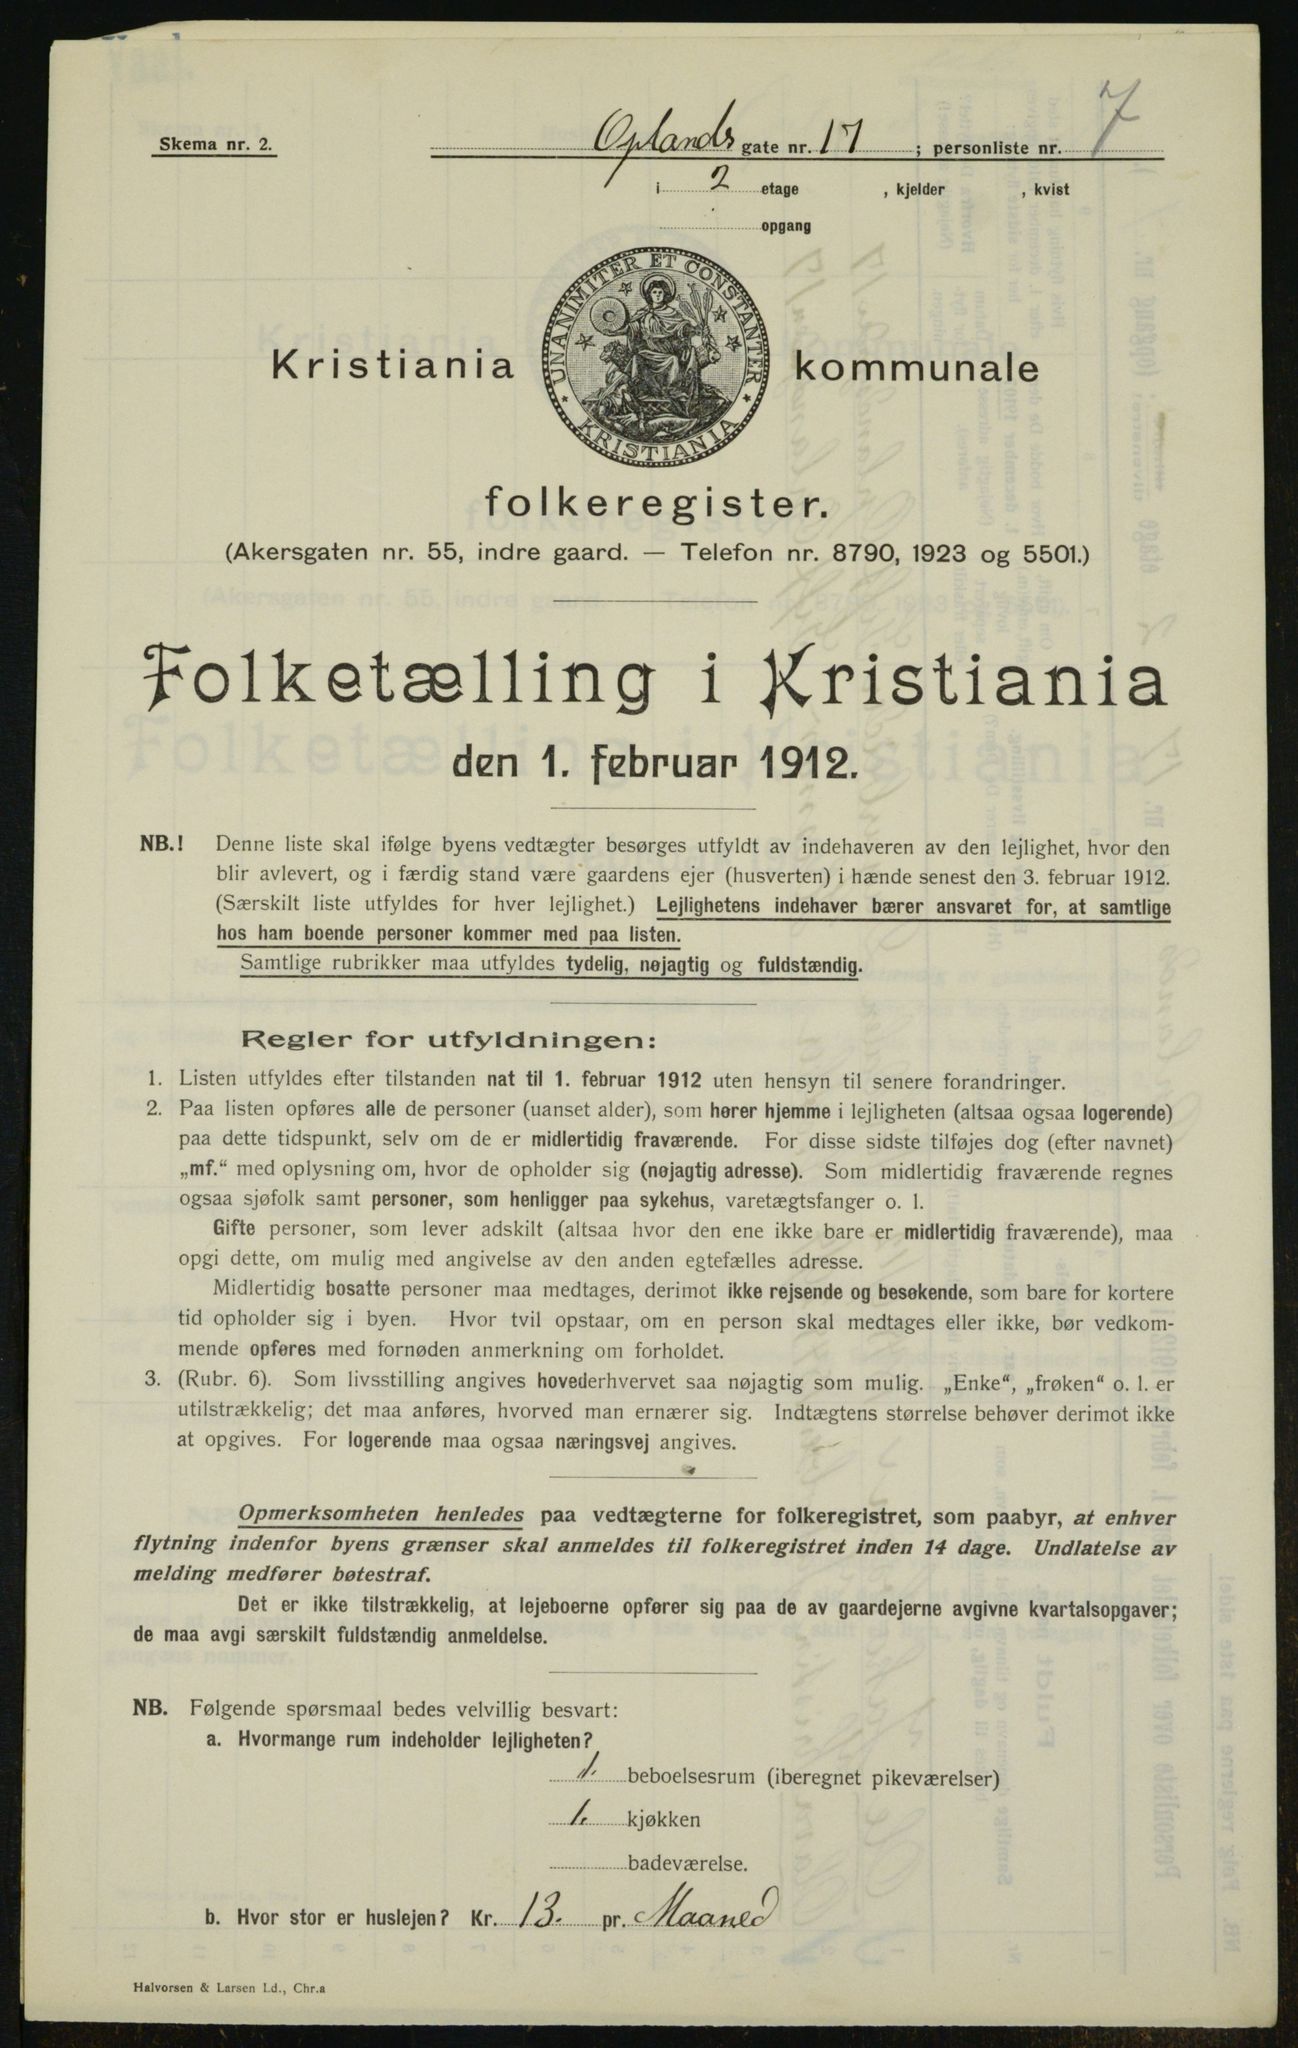 Skema nr. 2.
Oplands gate nr. 17 ; personliste nr. 7
i 2 etage , kjelder , kvist
opgang
UNANIMITER ET CONSTANTER
KRISTIANIA
Kristiania kommunale
folkeregister.
(Akersgaten nr. 55, indre gaard. — Telefon nr. 8790, 1923 og 5501.)
Folketælling i Kristiania
den 1. februar 1912.
NB.! Denne liste skal ifølge byens vedtægter besørges utfyldt av indehaveren av den lejlighet, hvor den
blir avlevert, og i færdig stand være gaardens ejer (husverten) i hænde senest den 3. februar 1912.
(Særskilt liste utfyldes for hver lejlighet.) Lejlighetens indehaver bærer ansvaret for, at samtlige
hos ham boende personer kommer med paa listen.
Samtlige rubrikker maa utfyldes tydelig, nøjagtig og fuldstændig.
Regler for utfyldningen:
1. Listen utfyldes efter tilstanden nat til 1. februar 1912 uten hensyn til senere forandringer.
2. Paa listen opføres alle de personer (uanset alder), som hører hjemme i lejligheten (altsaa ogsaa logerende)
paa dette tidspunkt, selv om de er midlertidig fraværende. For disse sidste tilføjes dog (efter navnet)
„mf.“ med oplysning om, hvor de opholder sig (nøjagtig adresse). Som midlertidig fraværende regnes
ogsaa sjøfolk samt personer, som henligger paa sykehus, varetægtsfanger o. l.
Gifte personer, som lever adskilt (altsaa hvor den ene ikke bare er midlertidig fraværende), maa
opgi dette, om mulig med angivelse av den anden egtefælles adresse.
Midlertidig bosatte personer maa medtages, derimot ikke rejsende og besøkende, som bare for kortere
tid opholder sig i byen. Hvor tvil opstaar, om en person skal medtages eller ikke, bør vedkom-
mende opføres med fornøden anmerkning om forholdet.
3. (Rubr. 6). Som livsstilling angives hovederhvervet saa nøjagtig som mulig. „Enke“, „frøken“ o. l. er
utilstrækkelig; det maa anføres, hvorved man ernærer sig. Indtægtens størrelse behøver derimot ikke
at opgives. For logerende maa ogsaa næringsvej angives.
Opmerksomheten henledes paa vedtægterne for folkeregistret, som paabyr, at enhver
flytning indenfor byens grænser skal anmeldes til folkeregistret inden 14 dage. Undlatelse av
melding medfører bøtestraf.
Det er ikke tilstrækkelig, at lejeboerne opfører sig paa de av gaardejerne avgivne kvartalsopgaver;
de maa avgi særskilt fuldstændig anmeldelse.
NB. Følgende spørsmaal bedes velvillig besvart:
a. Hvormange rum indeholder lejligheten?
1. beboelsesrum (iberegnet pikeværelser)
1. kjøkken
badeværelse.
b. Hvor stor er huslejen? Kr. 13. pr. Maaned
Halvorsen & Larsen Ld., Chr.a